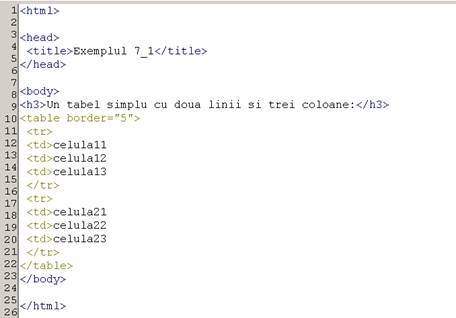 1 <html>
2
3 <head>
4 <title>Exemplul 7_1</title>
5 </head>
6
7
8 <body>
9 <h3>Un tabel simplu cu doua linii si trei coloane:</h3>
10 <table border="5">
11 <tr>
12 <td>celula11
13 <td>celula12
14 <td>celula13
15 </tr>
16 <tr>
17
18 <td>celula21
19 <td>celula22
20 <td>celula23
21 </tr>
22 </table>
23 </body>
24
25 </html>
26